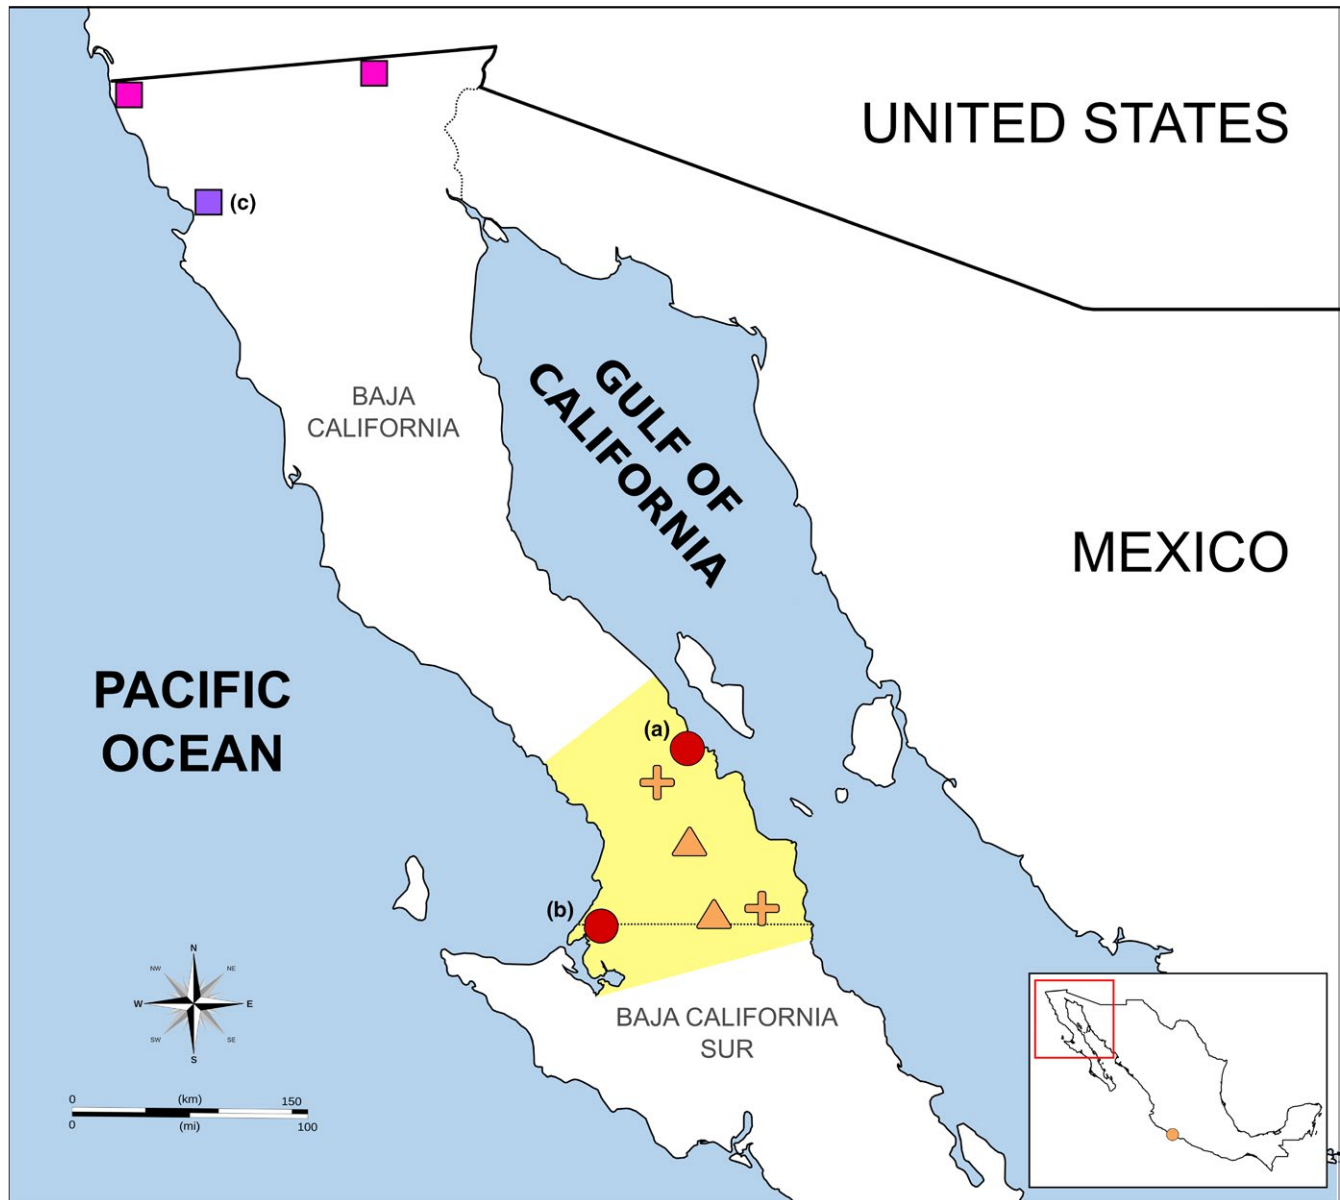 UNITED STATES
(c)
BAJA
CALIFORNIA
GULF OF
CALIFORNIA
MEXICO
PACIFIC
OCEAN
(a)
(b)
N
NW
NE
W
E
SW
SE
S
BAJA CALIFORNIA
SUR
0 (km) 150
0 (mi) 100